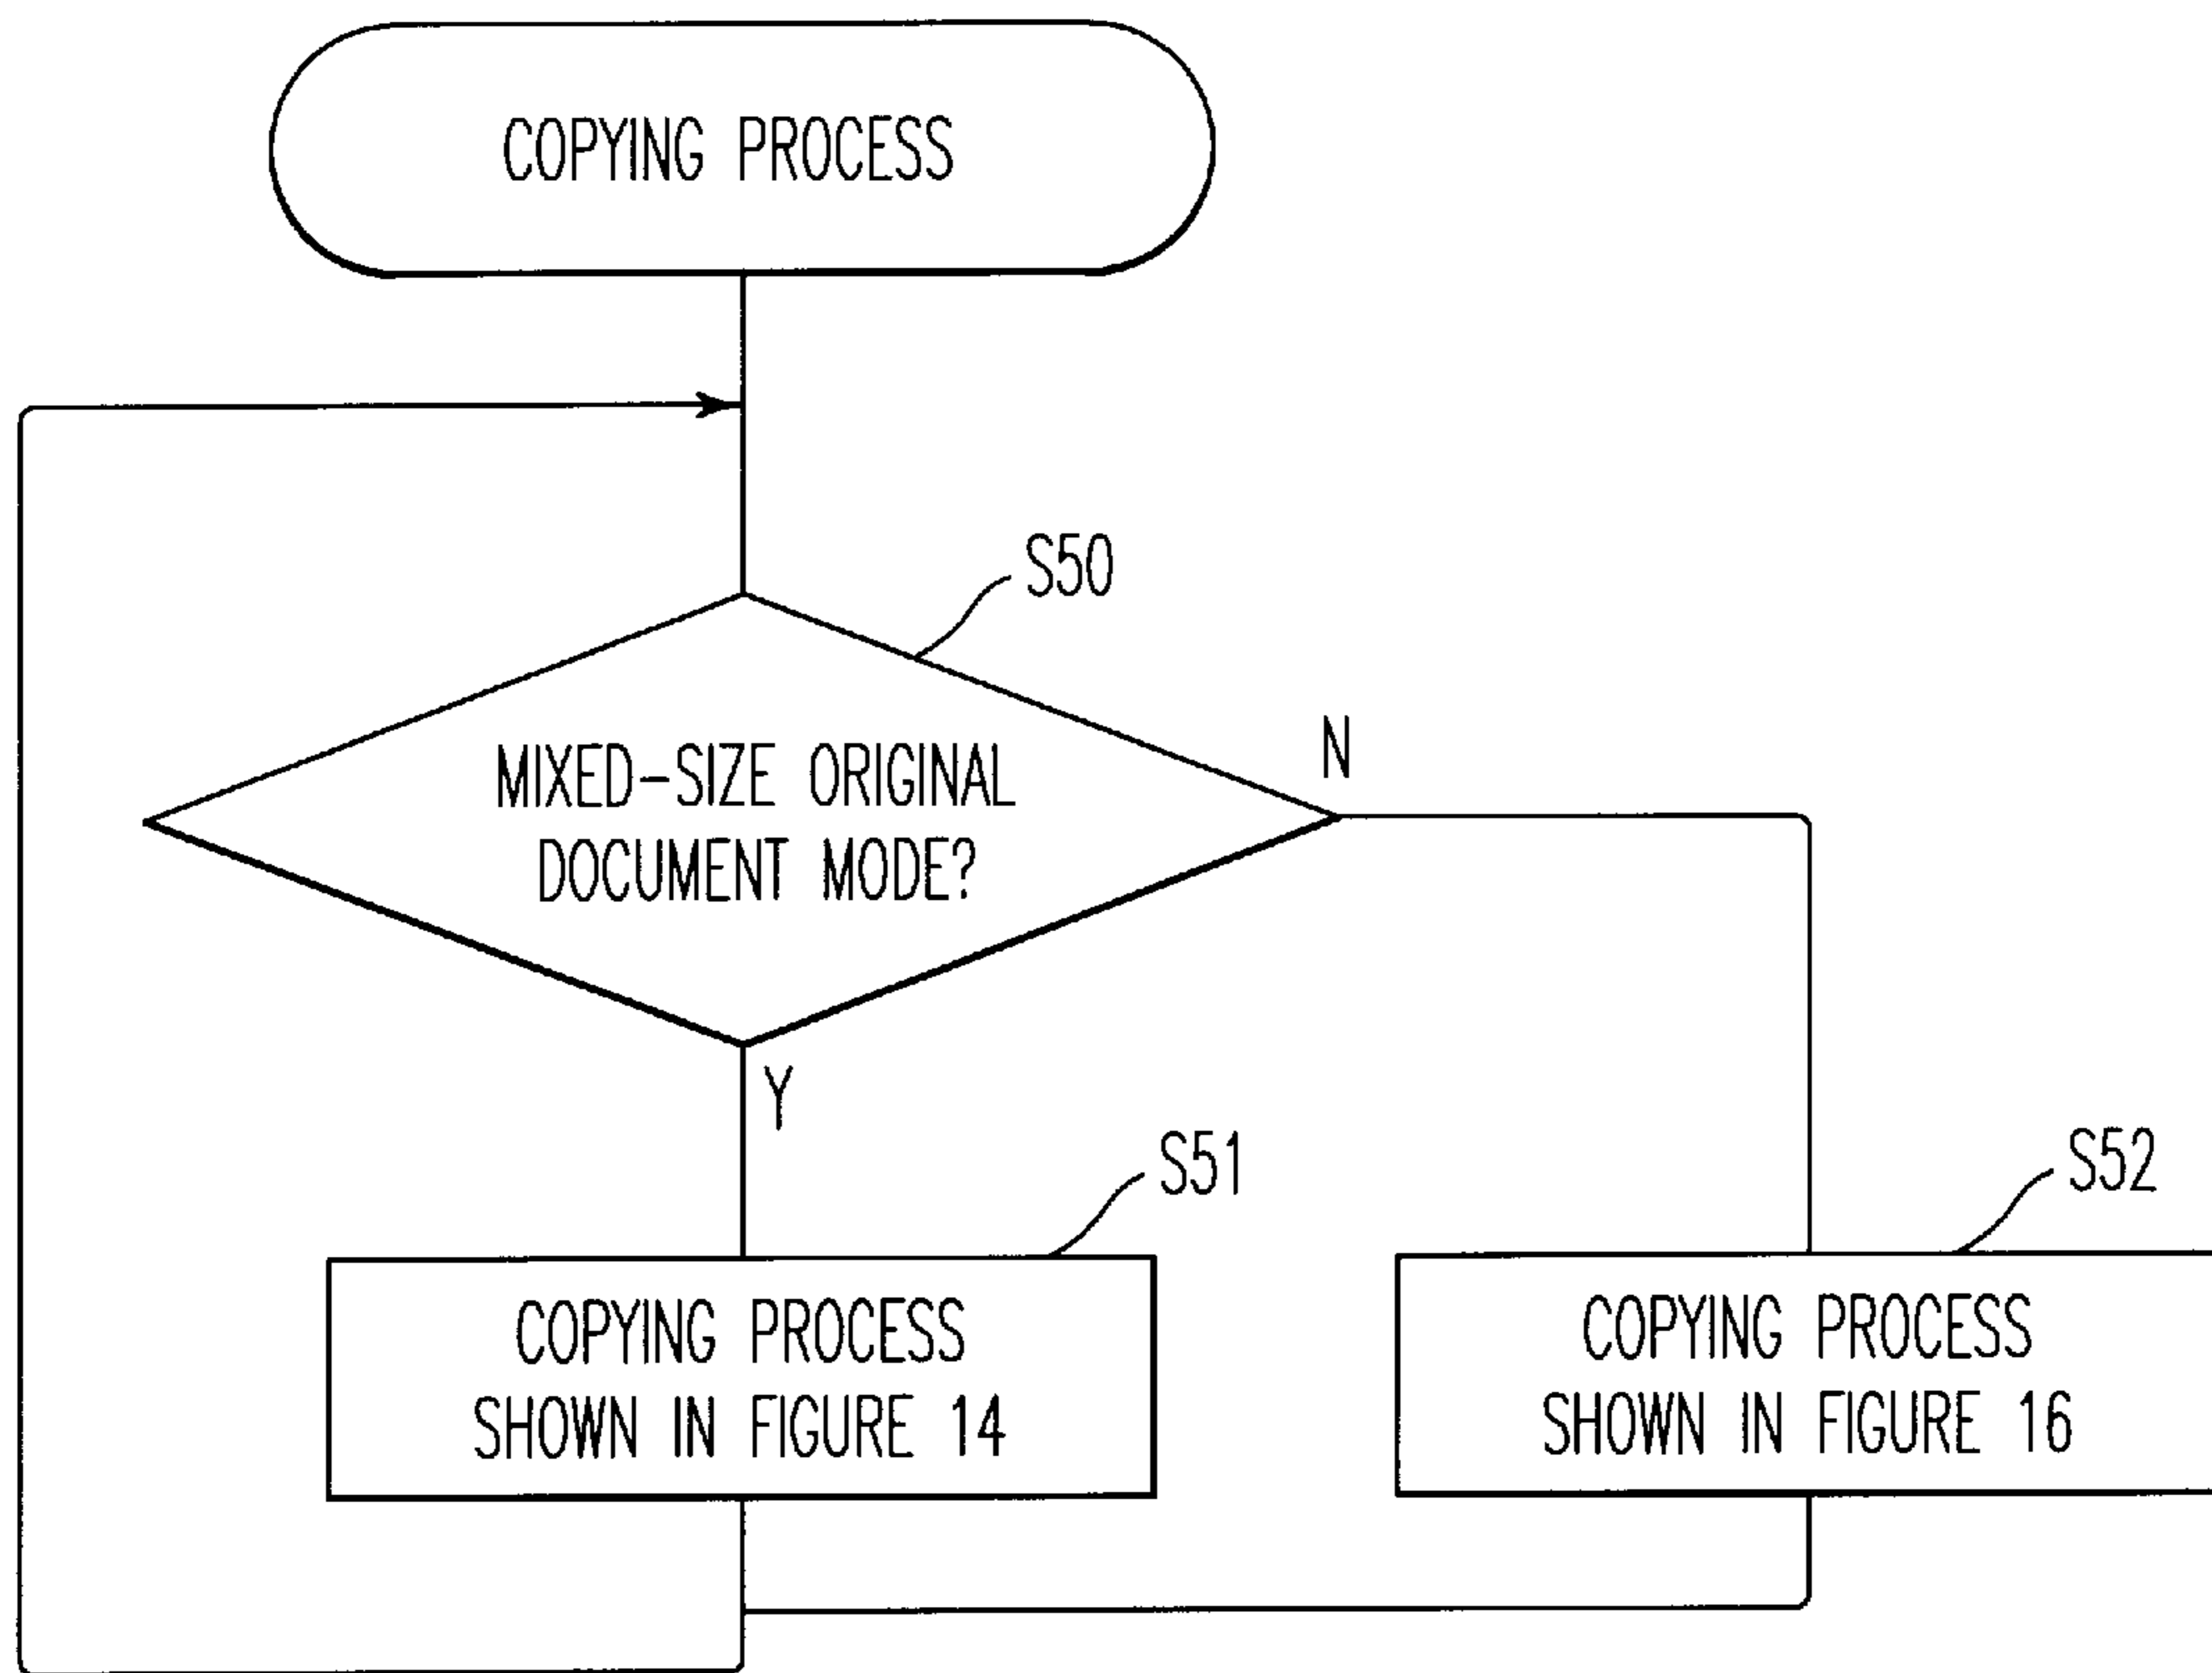 COPYING PROCESS
S50
MIXED-SIZE ORIGINAL
DOCUMENT MODE?
N
Y
S51
COPYING PROCESS
SHOWN IN FIGURE 14
S52
COPYING PROCESS
SHOWN IN FIGURE 16